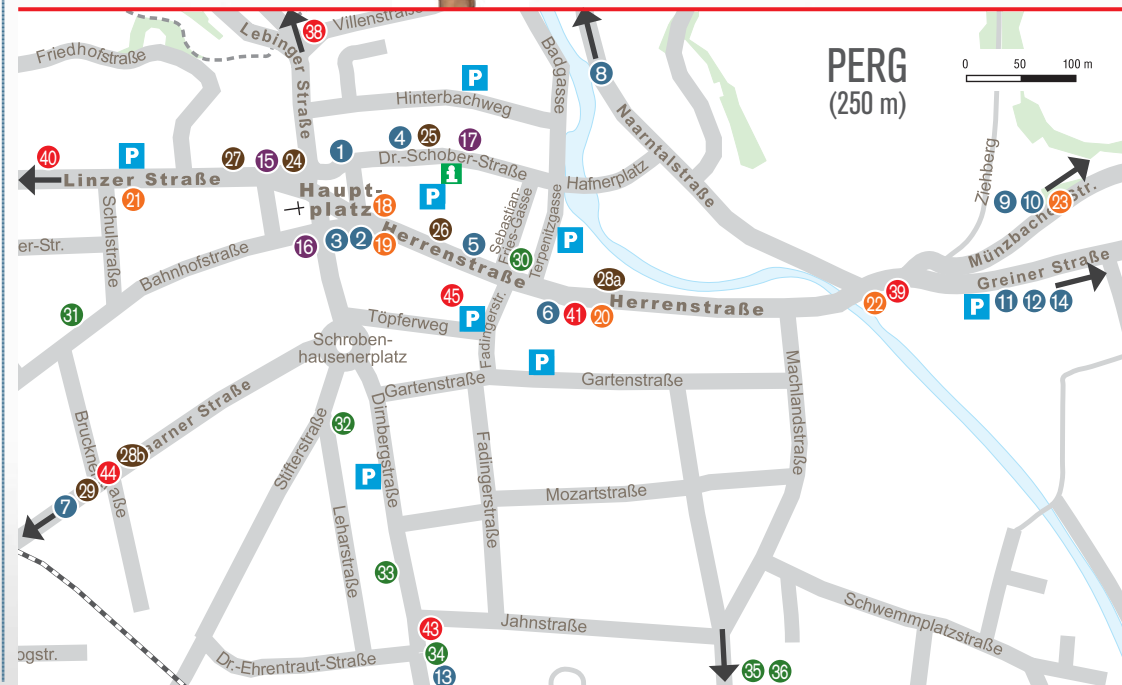 PERG
(250 m)
0 50 100 m
Friedhofstraße
Lebinger Straße
38
Villenstraße
Badgasse
8
Naarntalstraße
P
Hinterbachweg
Ziehberg
40
P
27
15
24
1
4
25
17
Dr.-Schober-Straße
i
Linzer Straße
21
Haupt-
platz
18
P
Hafnerplatz
9 10 23
Münzbacher Str.
Schulstraße
er-Str.
Bahnhofstraße
16
3
2
19
26
5
Herrenstraße
Sebastian-
Fries-Gasse
Terpenitzgasse
30
P
Greiner Straße
P
11 12 14
31
45
P
Töpferweg
Fadingerstr.
6
41
20
28a
Herrenstraße
22
39
Schroben-
hausenerplatz
P
Gartenstraße
Gartenstraße
Machlandstraße
Brucknerstraße
aarner Straße
28b
44
29
7
Stifterstraße
32
Dirnbergstraße
P
Fadingerstraße
Mozartstraße
Leharstraße
33
Jahnstraße
43
34
13
Dr.-Ehrentraut-Straße
ogstr.
Schwemmplatzstraße
35 36